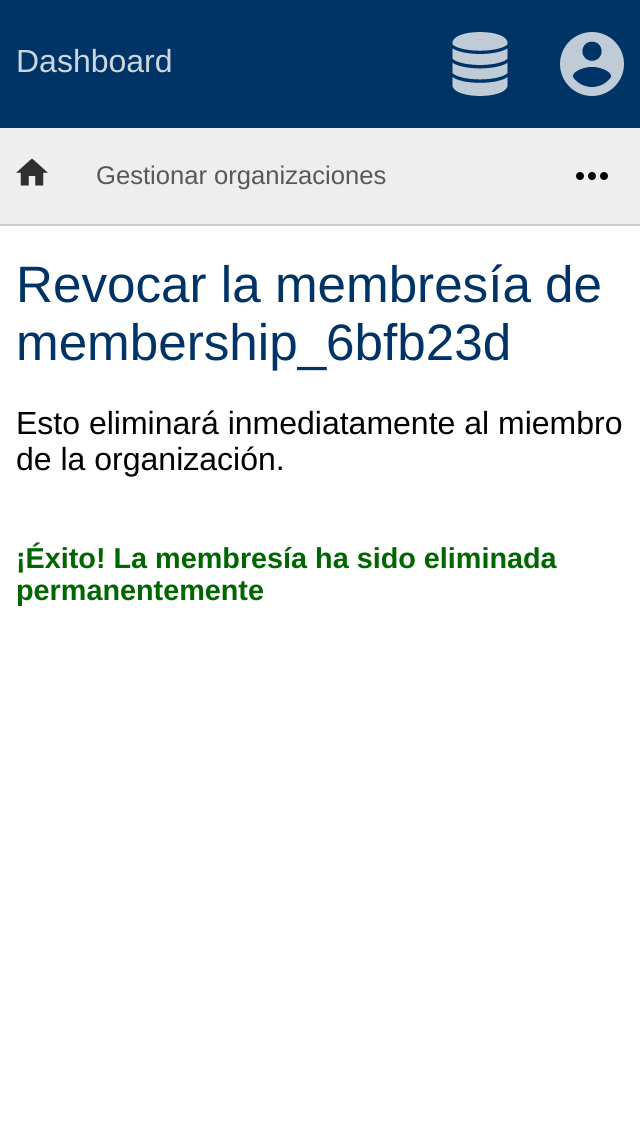 Dashboard
Gestionar organizaciones
Revocar la membresía de
membership_6bfb23d
Esto eliminará inmediatamente al miembro
de la organización.
¡Éxito! La membresía ha sido eliminada
permanentemente